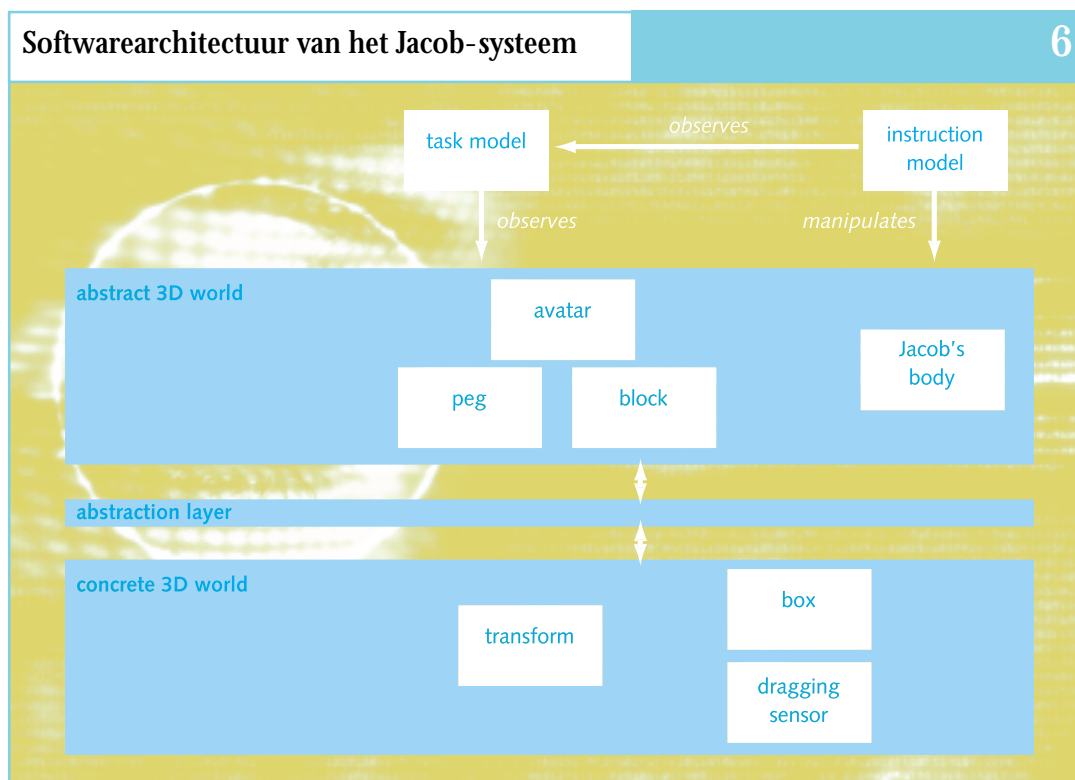 Softwarearchitectuur van het Jacob-systeem
6
task model
observes
instruction
model
observes
manipulates
abstract 3D world
avatar
Jacob's
body
peg
block
abstraction layer
concrete 3D world
box
transform
dragging
sensor